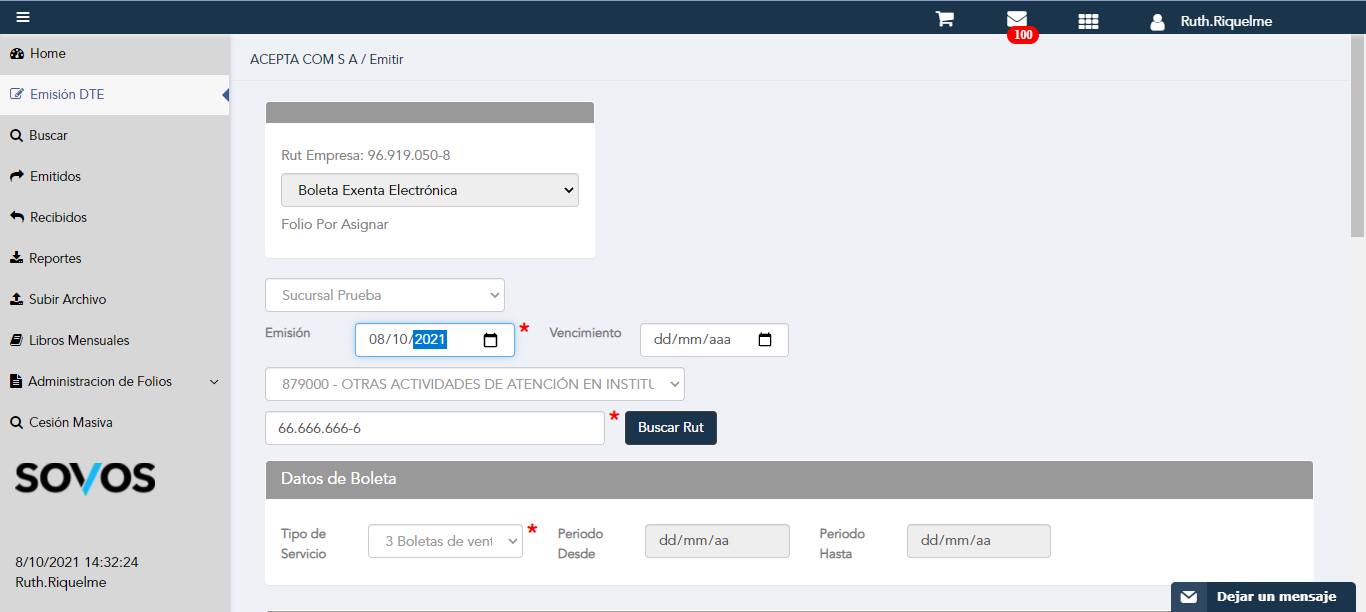 Ruth.Riquelme
100
Home
Emisión DTE
Buscar
Emitidos
Recibidos
Reportes
Subir Archivo
Libros Mensuales
Administracion de Folios
Cesión Masiva
SOVOS
8/10/2021 14:32:24
Ruth.Riquelme
ACEPTA COM S A / Emitir
Rut Empresa: 96.919.050-8
Boleta Exenta Electrónica
Folio Por Asignar
Sucursal Prueba
Emisión 08/10/2021 * Vencimiento dd/mm/aaa
879000 - OTRAS ACTIVIDADES DE ATENCIÓN EN INSTITU
66.666.666-6 * Buscar Rut
Datos de Boleta
Tipo de Servicio 3 Boletas de vent * Periodo Desde dd/mm/aa Periodo Hasta dd/mm/aa
Dejar un mensaje